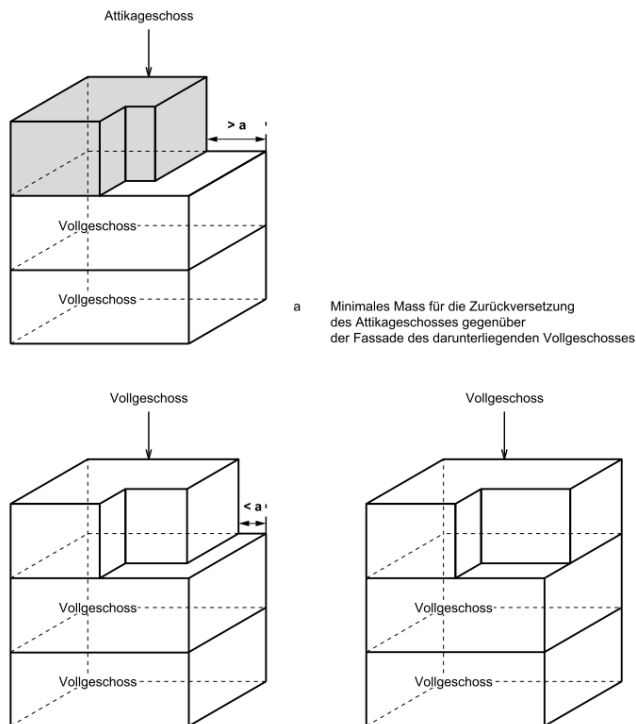 Attikageschoss
> a
Vollgeschoss
Vollgeschoss
a Minimales Mass für die Zurückversetzung
des Attikageschosses gegenüber
der Fassade des darunterliegenden Vollgeschosses
Vollgeschoss
Vollgeschoss
< a
Vollgeschoss
Vollgeschoss
Vollgeschoss
Vollgeschoss